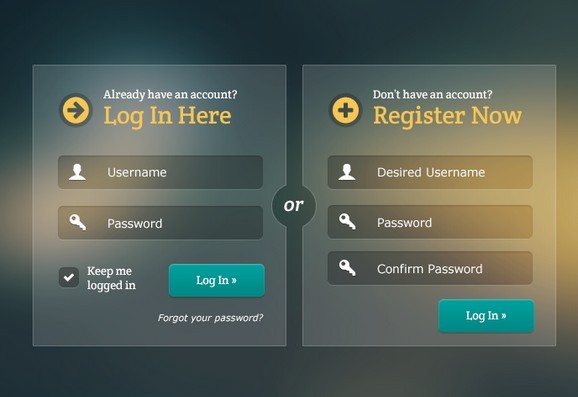 Already have an account?
Log In Here
Username
Password
Keep me
logged in
Log In »
Forgot your password?
or
Don't have an account?
Register Now
Desired Username
Password
Confirm Password
Log In »